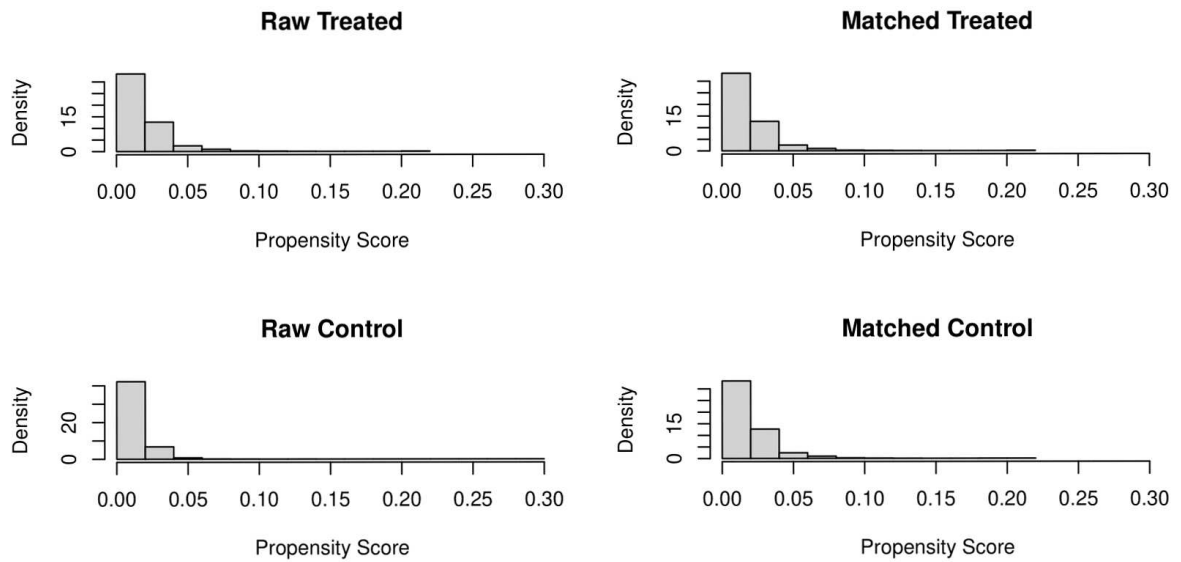 Raw Treated
Density
15
0
0.00 0.05 0.10 0.15 0.20 0.25 0.30
Propensity Score
Matched Treated
Density
15
0
0.00 0.05 0.10 0.15 0.20 0.25 0.30
Propensity Score
Raw Control
Density
20
0
0.00 0.05 0.10 0.15 0.20 0.25 0.30
Propensity Score
Matched Control
Density
15
0
0.00 0.05 0.10 0.15 0.20 0.25 0.30
Propensity Score